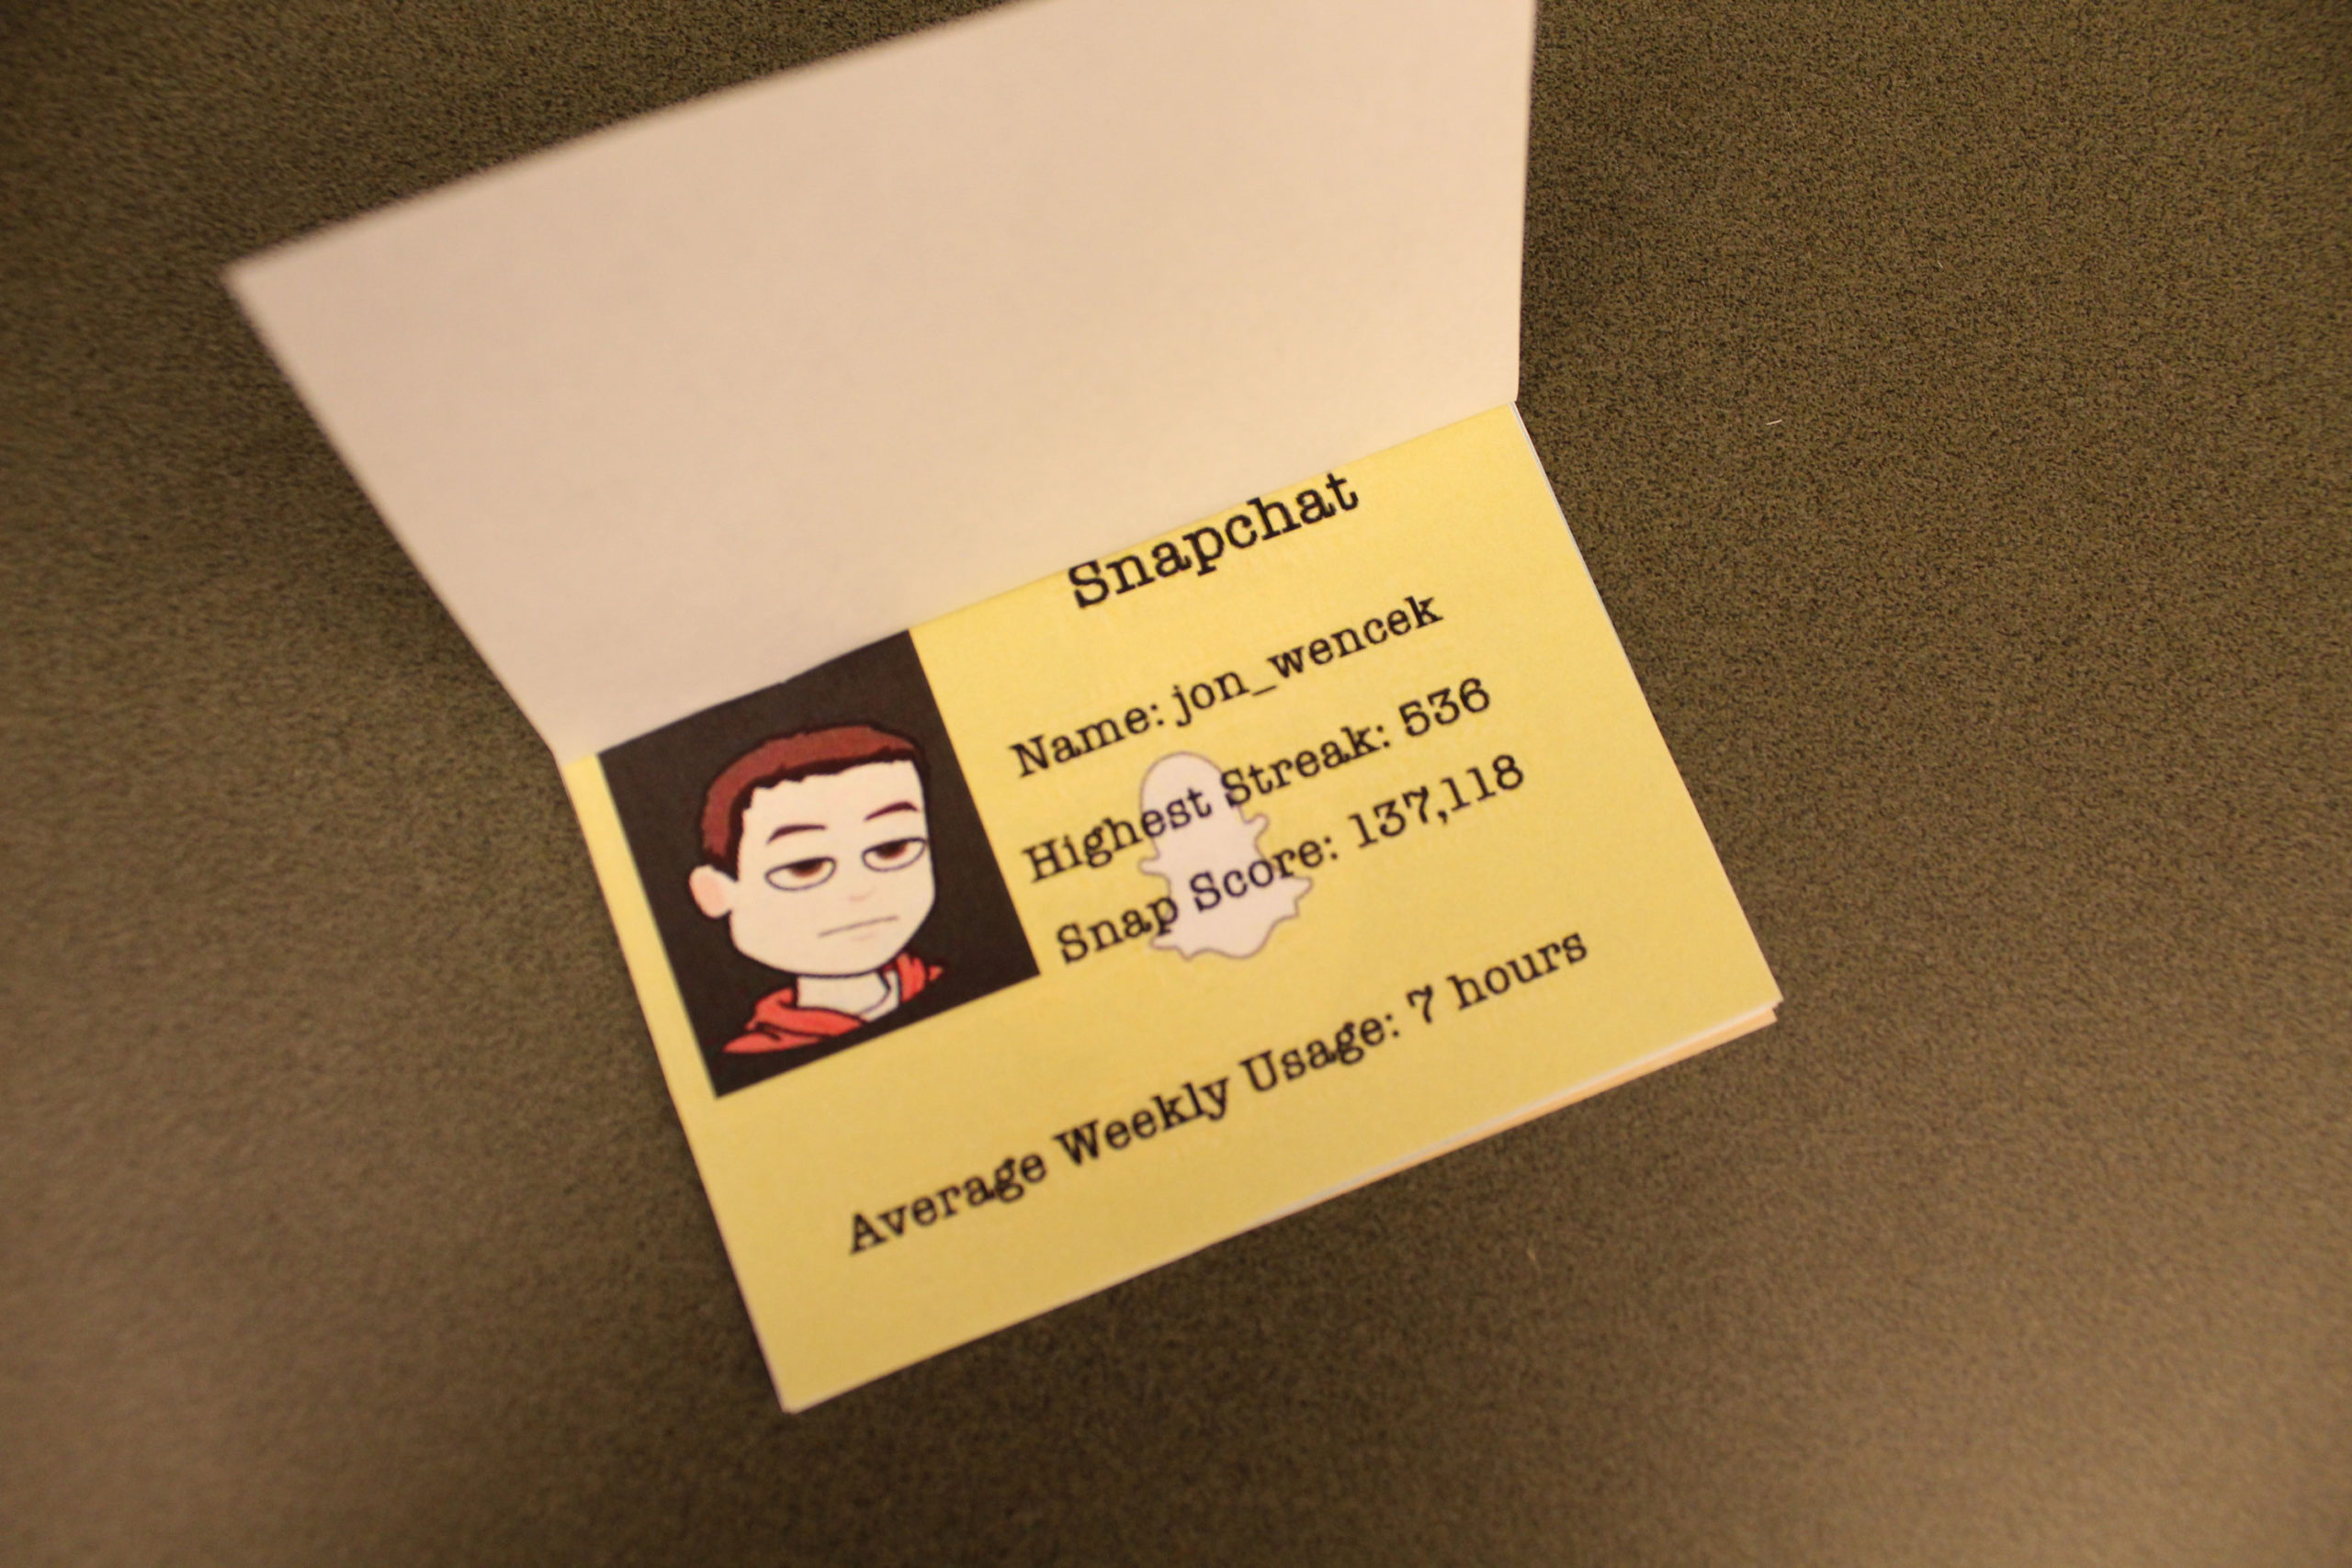 Snapchat
Name: jon_wencek
Highest Streak: 536
Snap Score: 137,118
Average Weekly Usage: 7 hours